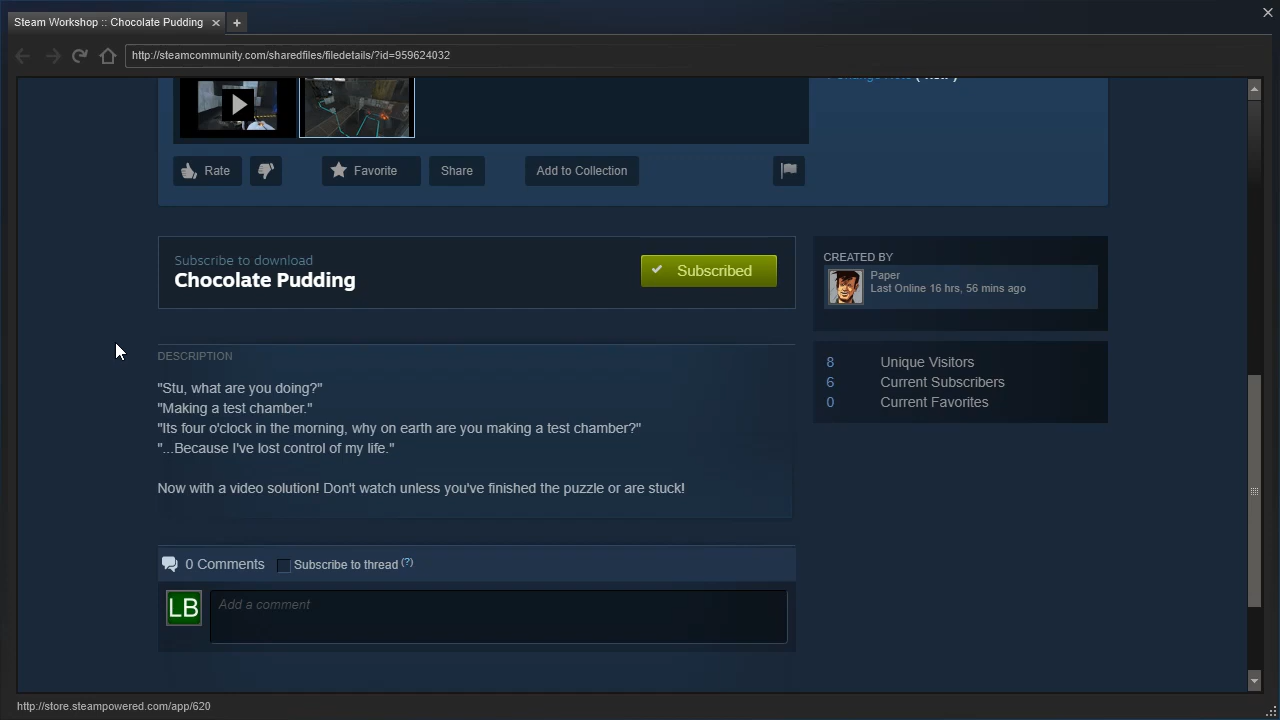 Steam Workshop :: Chocolate Pudding
http://steamcommunity.com/sharedfiles/filedetails/?id=959624032
Rate
Favorite
Share
Add to Collection
Subscribe to download
Chocolate Pudding
Subscribed
CREATED BY
Paper
Last Online 16 hrs, 56 mins ago
8 Unique Visitors
6 Current Subscribers
0 Current Favorites
DESCRIPTION
"Stu, what are you doing?"
"Making a test chamber."
"Its four o'clock in the morning, why on earth are you making a test chamber?"
"...Because I've lost control of my life."
Now with a video solution! Don't watch unless you've finished the puzzle or are stuck!
0 Comments Subscribe to thread (?)
LB
Add a comment
http://store.steampowered.com/app/620